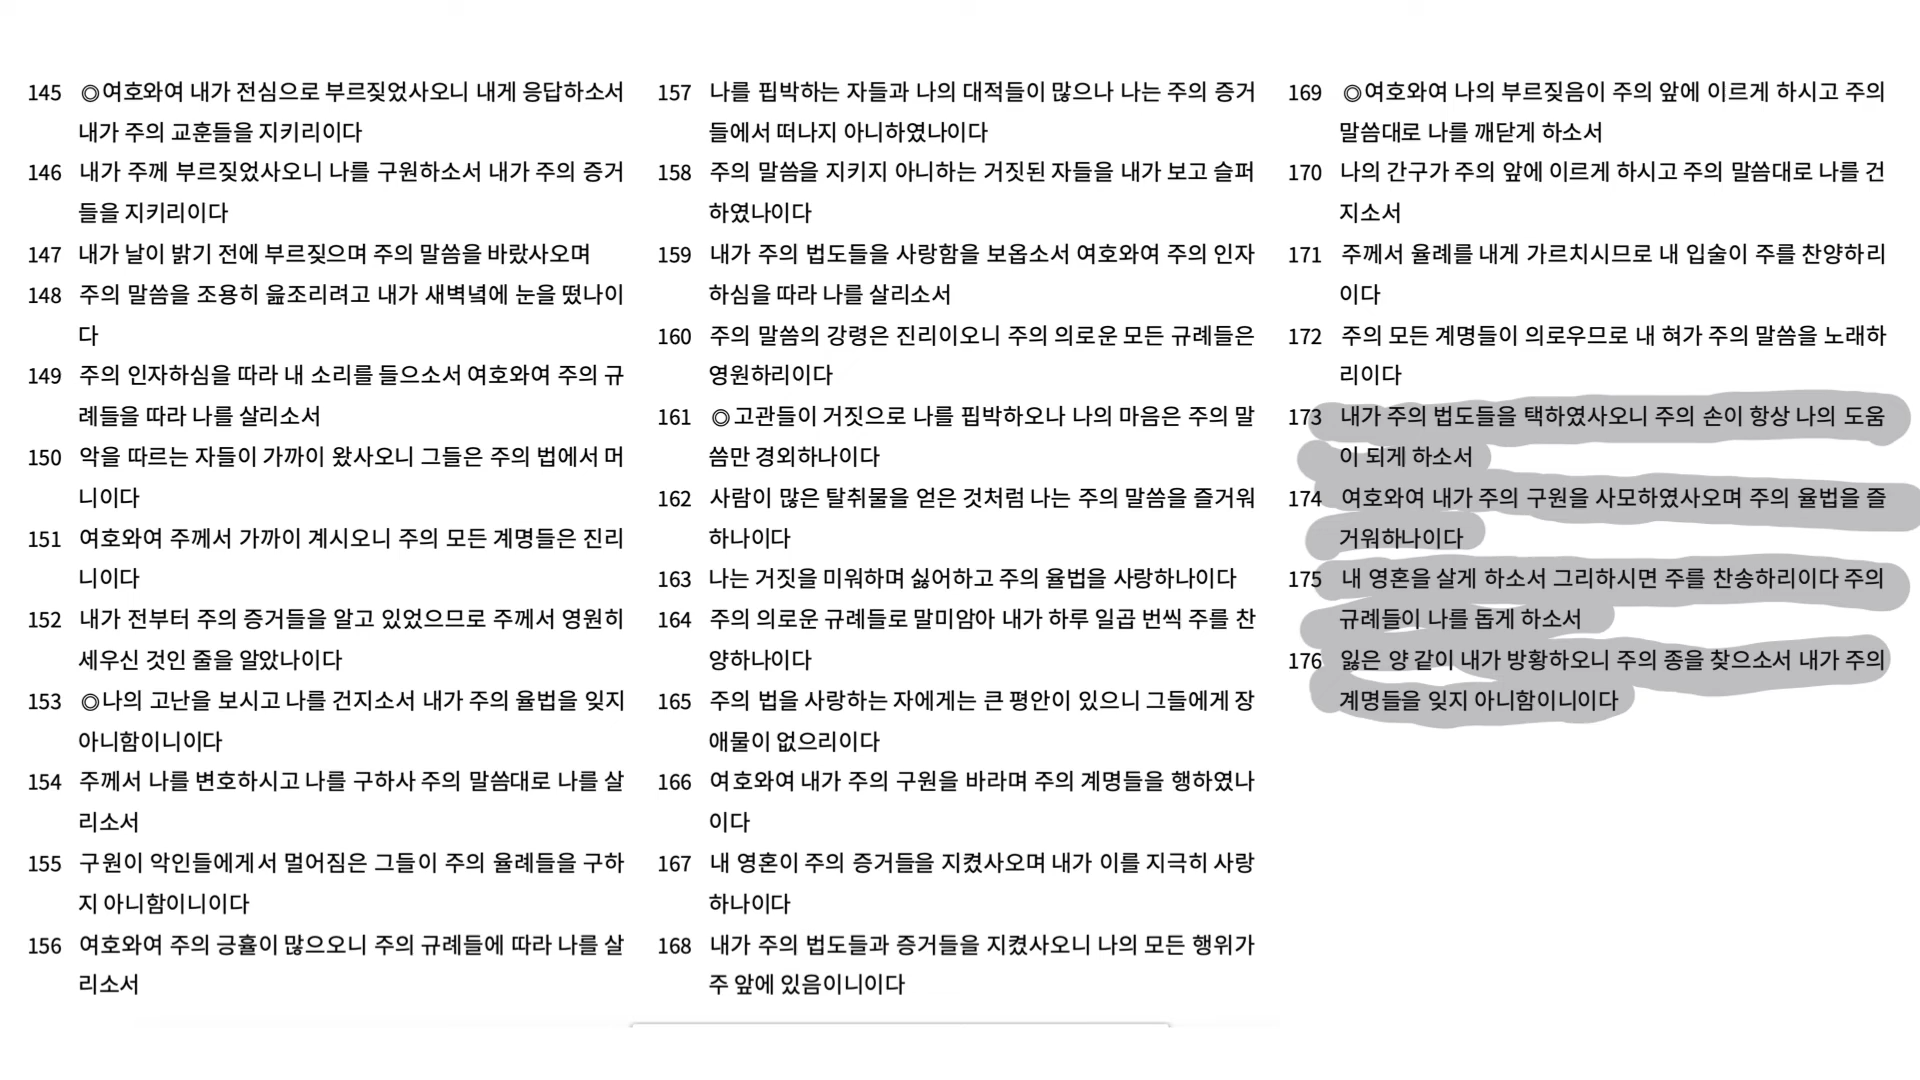 145 ◎여호와여 내가 전심으로 부르짖었사오니 내게 응답하소서
내가 주의 교훈들을 지키리이다
146 내가 주께 부르짖었사오니 나를 구원하소서 내가 주의 증거
들을 지키리이다
147 내가 날이 밝기 전에 부르짖으며 주의 말씀을 바랐사오며
148 주의 말씀을 조용히 읊조리려고 내가 새벽녘에 눈을 떴나이
다
149 주의 인자하심을 따라 내 소리를 들으소서 여호와여 주의 규
례들을 따라 나를 살리소서
150 악을 따르는 자들이 가까이 왔사오니 그들은 주의 법에서 머
니이다
151 여호와여 주께서 가까이 계시오니 주의 모든 계명들은 진리
니이다
152 내가 전부터 주의 증거들을 알고 있었으므로 주께서 영원히
세우신 것인 줄을 알았나이다
153 ◎나의 고난을 보시고 나를 건지소서 내가 주의 율법을 잊지
아니함이니이다
154 주께서 나를 변호하시고 나를 구하사 주의 말씀대로 나를 살
리소서
155 구원이 악인들에게서 멀어짐은 그들이 주의 율례들을 구하
지 아니함이니이다
156 여호와여 주의 긍휼이 많으오니 주의 규례들에 따라 나를 살
리소서
157 나를 핍박하는 자들과 나의 대적들이 많으나 나는 주의 증거
들에서 떠나지 아니하였나이다
158 주의 말씀을 지키지 아니하는 거짓된 자들을 내가 보고 슬퍼
하였나이다
159 내가 주의 법도들을 사랑함을 보옵소서 여호와여 주의 인자
하심을 따라 나를 살리소서
160 주의 말씀의 강령은 진리이오니 주의 의로운 모든 규례들은
영원하리이다
161 ◎고관들이 거짓으로 나를 핍박하오나 나의 마음은 주의 말
씀만 경외하나이다
162 사람이 많은 탈취물을 얻은 것처럼 나는 주의 말씀을 즐거워
하나이다
163 나는 거짓을 미워하며 싫어하고 주의 율법을 사랑하나이다
164 주의 의로운 규례들로 말미암아 내가 하루 일곱 번씩 주를 찬
양하나이다
165 주의 법을 사랑하는 자에게는 큰 평안이 있으니 그들에게 장
애물이 없으리이다
166 여호와여 내가 주의 구원을 바라며 주의 계명들을 행하였나
이다
167 내 영혼이 주의 증거들을 지켰사오며 내가 이를 지극히 사랑
하나이다
168 내가 주의 법도들과 증거들을 지켰사오니 나의 모든 행위가
주 앞에 있음이니이다
169 ◎여호와여 나의 부르짖음이 주의 앞에 이르게 하시고 주의
말씀대로 나를 깨닫게 하소서
170 나의 간구가 주의 앞에 이르게 하시고 주의 말씀대로 나를 건
지소서
171 주께서 율례를 내게 가르치시므로 내 입술이 주를 찬양하리
이다
172 주의 모든 계명들이 의로우므로 내 혀가 주의 말씀을 노래하
리이다
173 내가 주의 법도들을 택하였사오니 주의 손이 항상 나의 도움
이 되게 하소서
174 여호와여 내가 주의 구원을 사모하였사오며 주의 율법을 즐
거워하나이다
175 내 영혼을 살게 하소서 그리하시면 주를 찬송하리이다 주의
규례들이 나를 돕게 하소서
176 잃은 양 같이 내가 방황하오니 주의 종을 찾으소서 내가 주의
계명들을 잊지 아니함이니이다